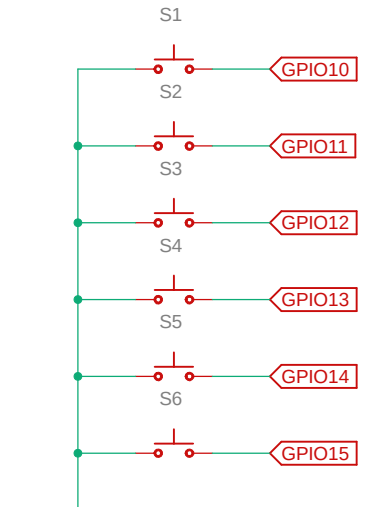 S1
GPIO10
S2
GPIO11
S3
GPIO12
S4
GPIO13
S5
GPIO14
S6
GPIO15